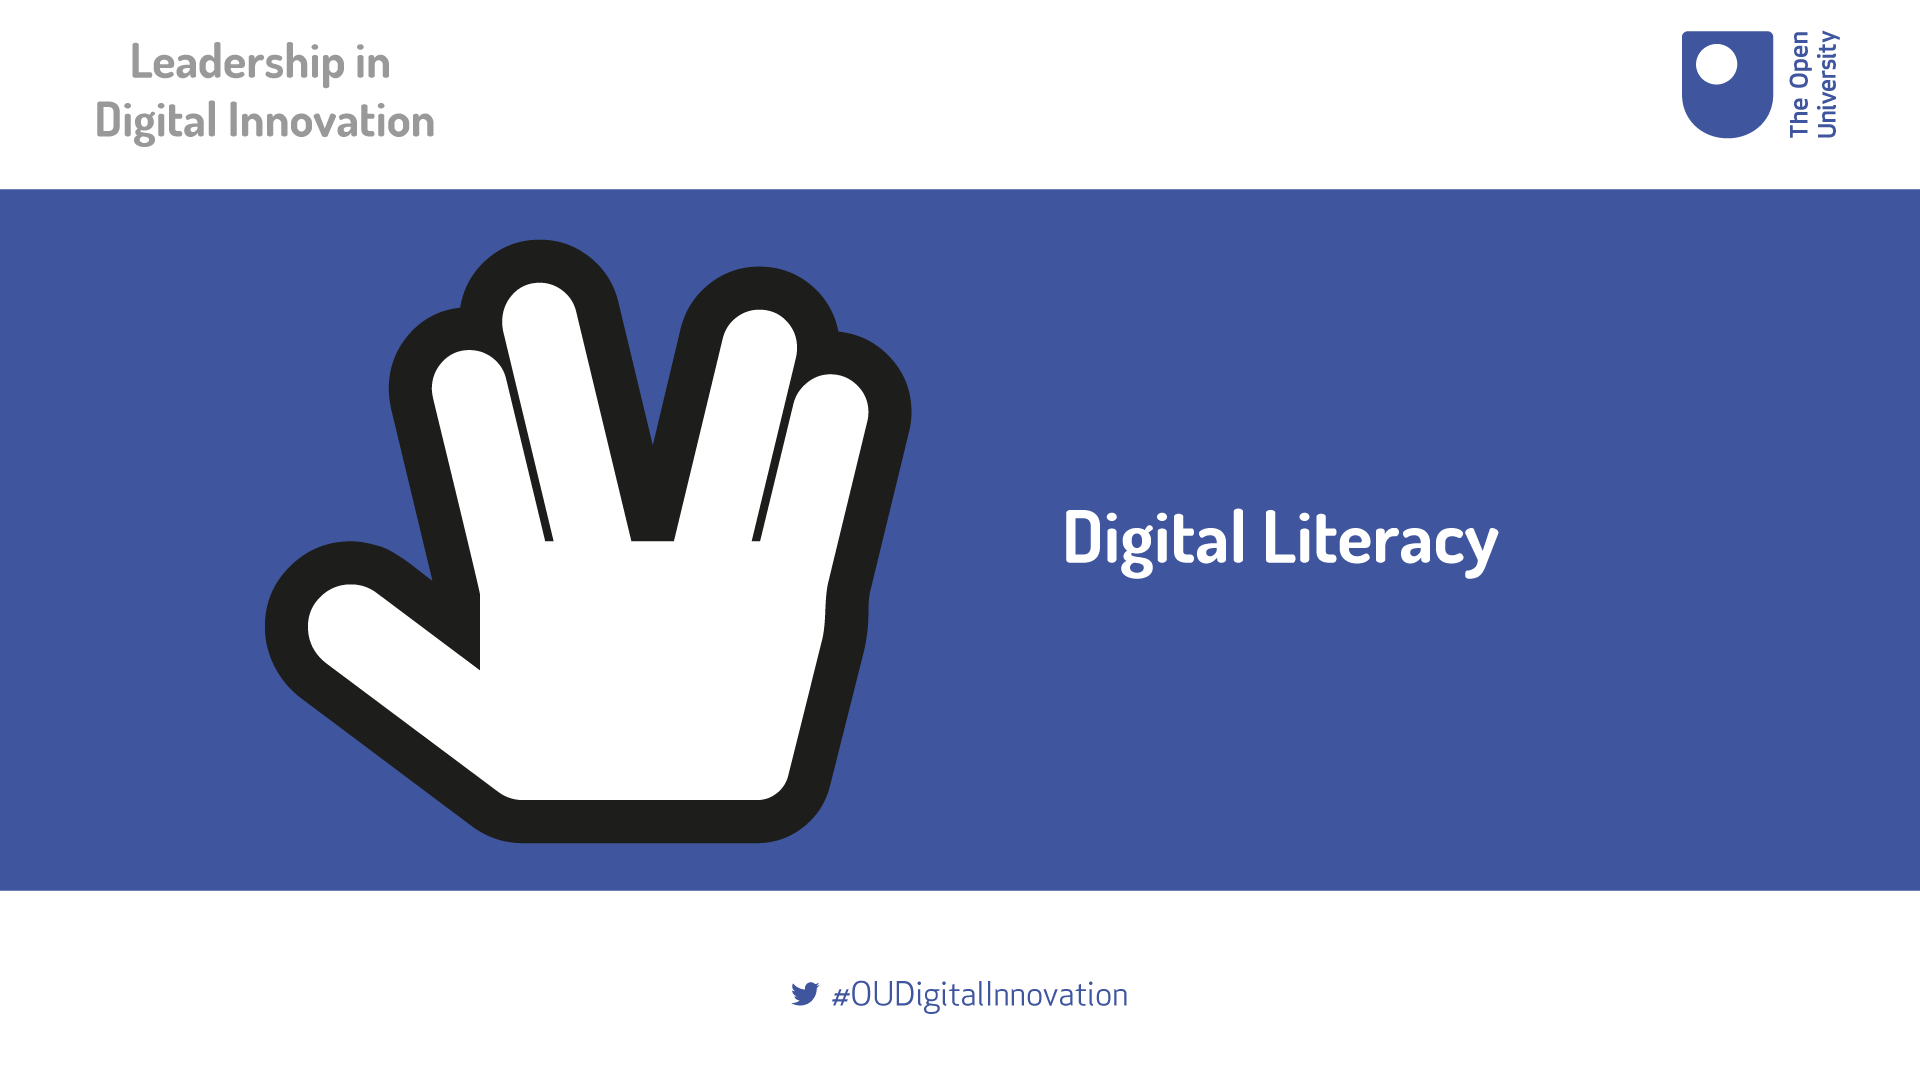 Leadership in
Digital Innovation
The Open
University
Digital Literacy
#OUDigitalInnovation